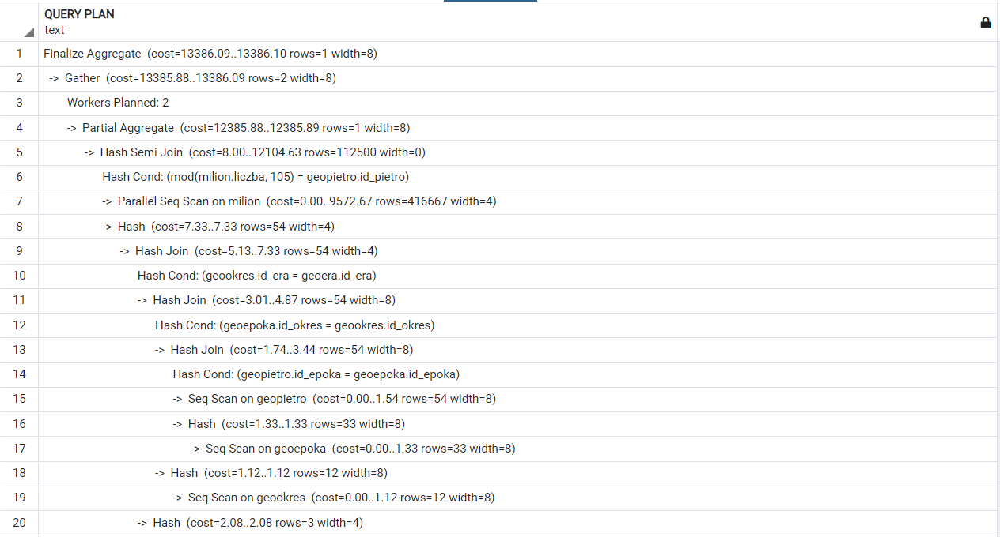 QUERY PLAN
text
1 Finalize Aggregate (cost=13386.09..13386.10 rows=1 width=8)
2 -> Gather (cost=13385.88..13386.09 rows=2 width=8)
3 Workers Planned: 2
4 -> Partial Aggregate (cost=12385.88..12385.89 rows=1 width=8)
5 -> Hash Semi Join (cost=8.00..12104.63 rows=112500 width=0)
6 Hash Cond: (mod(milion.liczba, 105) = geopietro.id_pietro)
7 -> Parallel Seq Scan on milion (cost=0.00..9572.67 rows=416667 width=4)
8 -> Hash (cost=7.33..7.33 rows=54 width=4)
9 -> Hash Join (cost=5.13..7.33 rows=54 width=4)
10 Hash Cond: (geookres.id_era = geoera.id_era)
11 -> Hash Join (cost=3.01..4.87 rows=54 width=8)
12 Hash Cond: (geoepoka.id_okres = geookres.id_okres)
13 -> Hash Join (cost=1.74..3.44 rows=54 width=8)
14 Hash Cond: (geopietro.id_epoka = geoepoka.id_epoka)
15 -> Seq Scan on geopietro (cost=0.00..1.54 rows=54 width=8)
16 -> Hash (cost=1.33..1.33 rows=33 width=8)
17 -> Seq Scan on geoepoka (cost=0.00..1.33 rows=33 width=8)
18 -> Hash (cost=1.12..1.12 rows=12 width=8)
19 -> Seq Scan on geookres (cost=0.00..1.12 rows=12 width=8)
20 -> Hash (cost=2.08..2.08 rows=3 width=4)